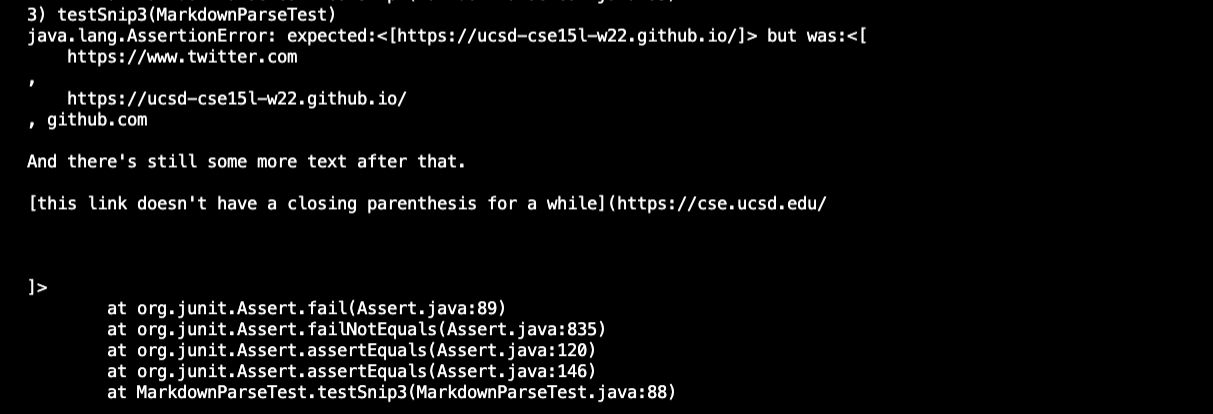 3) testSnip3(MarkdownParseTest)
java.lang.AssertionError: expected:<[https://ucsd-cse15l-w22.github.io/]> but was:<[
    https://www.twitter.com
,
    https://ucsd-cse15l-w22.github.io/
, github.com

And there's still some more text after that.

[this link doesn't have a closing parenthesis for a while](https://cse.ucsd.edu/



]>
        at org.junit.Assert.fail(Assert.java:89)
        at org.junit.Assert.failNotEquals(Assert.java:835)
        at org.junit.Assert.assertEquals(Assert.java:120)
        at org.junit.Assert.assertEquals(Assert.java:146)
        at MarkdownParseTest.testSnip3(MarkdownParseTest.java:88)